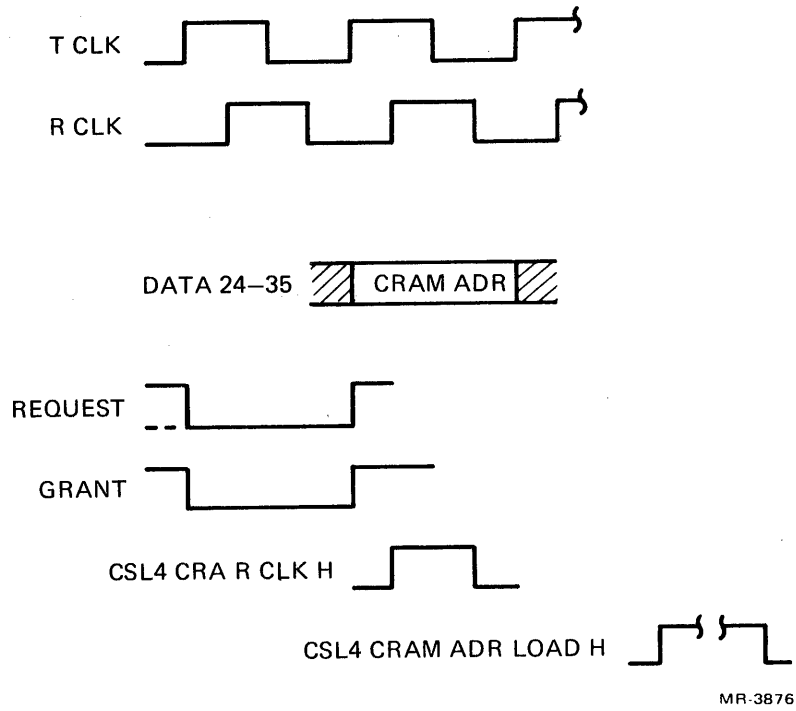 T CLK
R CLK
DATA 24–35
CRAM ADR
REQUEST
GRANT
CSL4 CRA R CLK H
CSL4 CRAM ADR LOAD H
MR-3876